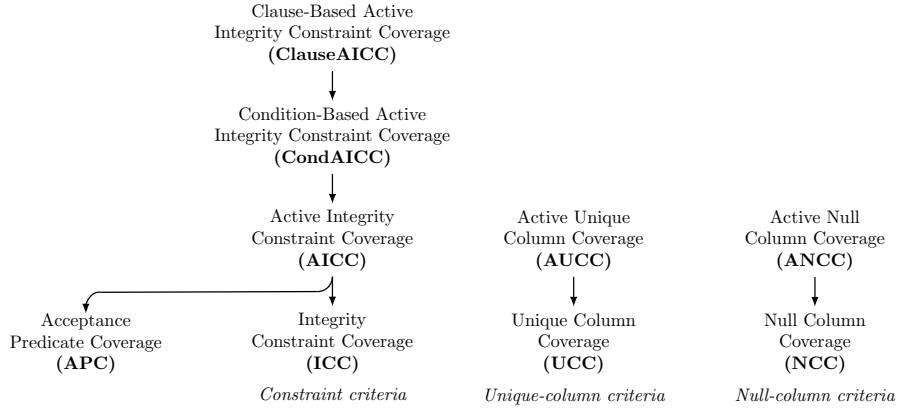 Clause-Based Active
Integrity Constraint Coverage
(ClauseAICC)
Condition-Based Active
Integrity Constraint Coverage
(CondAICC)
Active Integrity
Constraint Coverage
(AICC)
Active Unique
Column Coverage
(AUCC)
Active Null
Column Coverage
(ANCC)
Acceptance
Predicate Coverage
(APC)
Integrity
Constraint Coverage
(ICC)
Unique Column
Coverage
(UCC)
Null Column
Coverage
(NCC)
Constraint criteria
Unique-column criteria
Null-column criteria